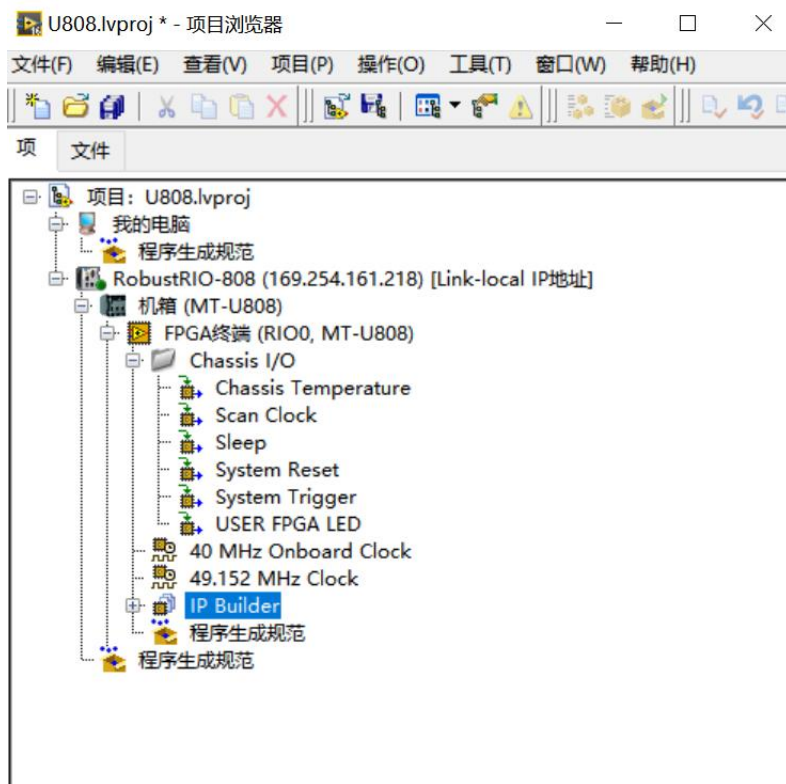 U808.lvproj * - 项目浏览器
文件(F) 编辑(E) 查看(V) 项目(P) 操作(O) 工具(T) 窗口(W) 帮助(H)
项 文件
项目：U808.lvproj
我的电脑
程序生成规范
RobustRIO-808 (169.254.161.218) [Link-local IP地址]
机箱 (MT-U808)
FPGA终端 (RIO0, MT-U808)
Chassis I/O
Chassis Temperature
Scan Clock
Sleep
System Reset
System Trigger
USER FPGA LED
40 MHz Onboard Clock
49.152 MHz Clock
IP Builder
程序生成规范
程序生成规范